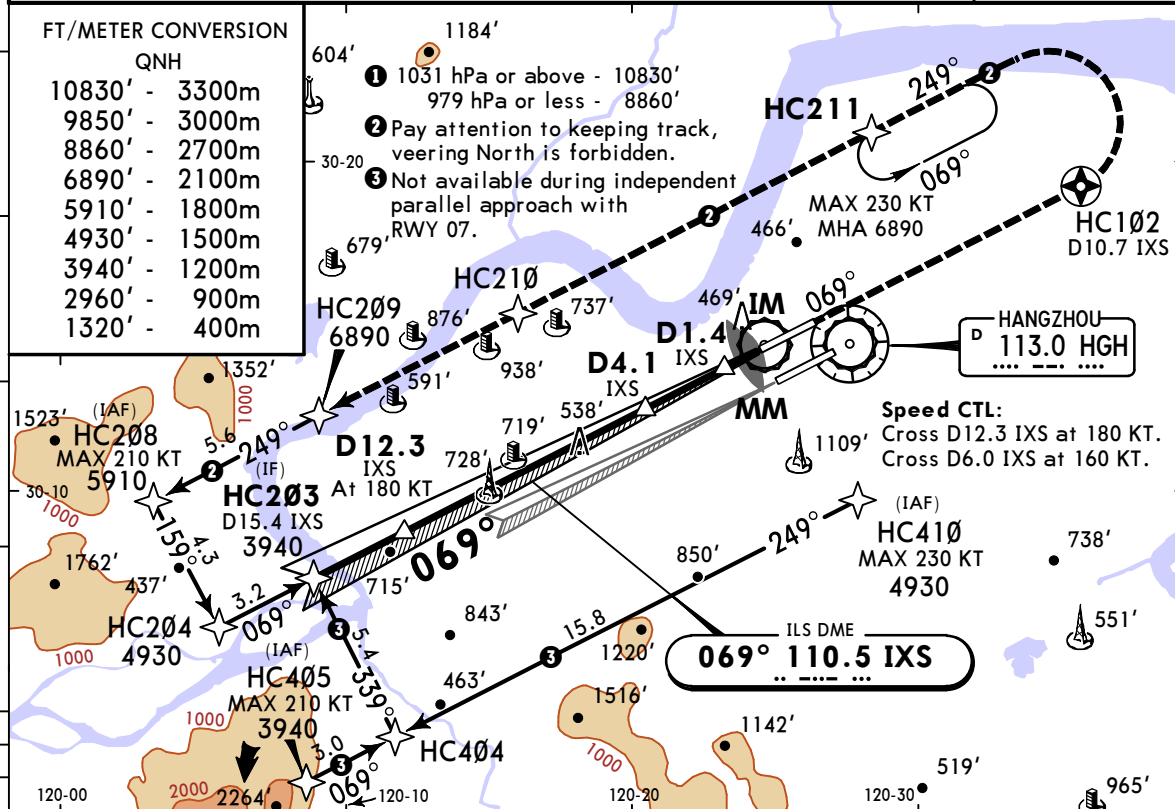 FT/METER CONVERSION
QNH
10830' - 3300m
9850' - 3000m
8860' - 2700m
6890' - 2100m
5910' - 1800m
4930' - 1500m
3940' - 1200m
2960' - 900m
1320' - 400m
604'
1184'
1 1031 hPa or above - 10830'
979 hPa or less - 8860'
2 Pay attention to keeping track,
veering North is forbidden.
3 Not available during independent
parallel approach with
RWY 07.
30-20
HC211
249°
2
069°
MAX 230 KT
MHA 6890
HC102
D10.7 IXS
2
466'
679'
HC210
737'
HC209
6890
876'
938'
591'
469'
IM
069°
D1.4
IXS
D4.1
IXS
MM
HANGZHOU
D 113.0 HGH
Speed CTL:
Cross D12.3 IXS at 180 KT.
Cross D6.0 IXS at 160 KT.
1352'
1000
1523'
(IAF)
HC208
MAX 210 KT
5910
5.6
249°
2
538'
719'
D12.3
IXS
At 180 KT
728'
1109'
30-10
1000
(IF)
HC203
D15.4 IXS
3940
159°
4.3
069°
715'
249°
(IAF)
HC410
MAX 230 KT
4930
1762'
437'
850'
738'
3.2
069°
HC204
4930
1000
843'
15.8
3
1220'
551'
ILS DME
069° 110.5 IXS
3
5.4
339°
(IAF)
HC405
MAX 210 KT
3940
463'
1000
HC404
5.0
3
069°
2000
2264'
1516'
1000
1142'
519'
965'
120-00
120-10
120-20
120-30